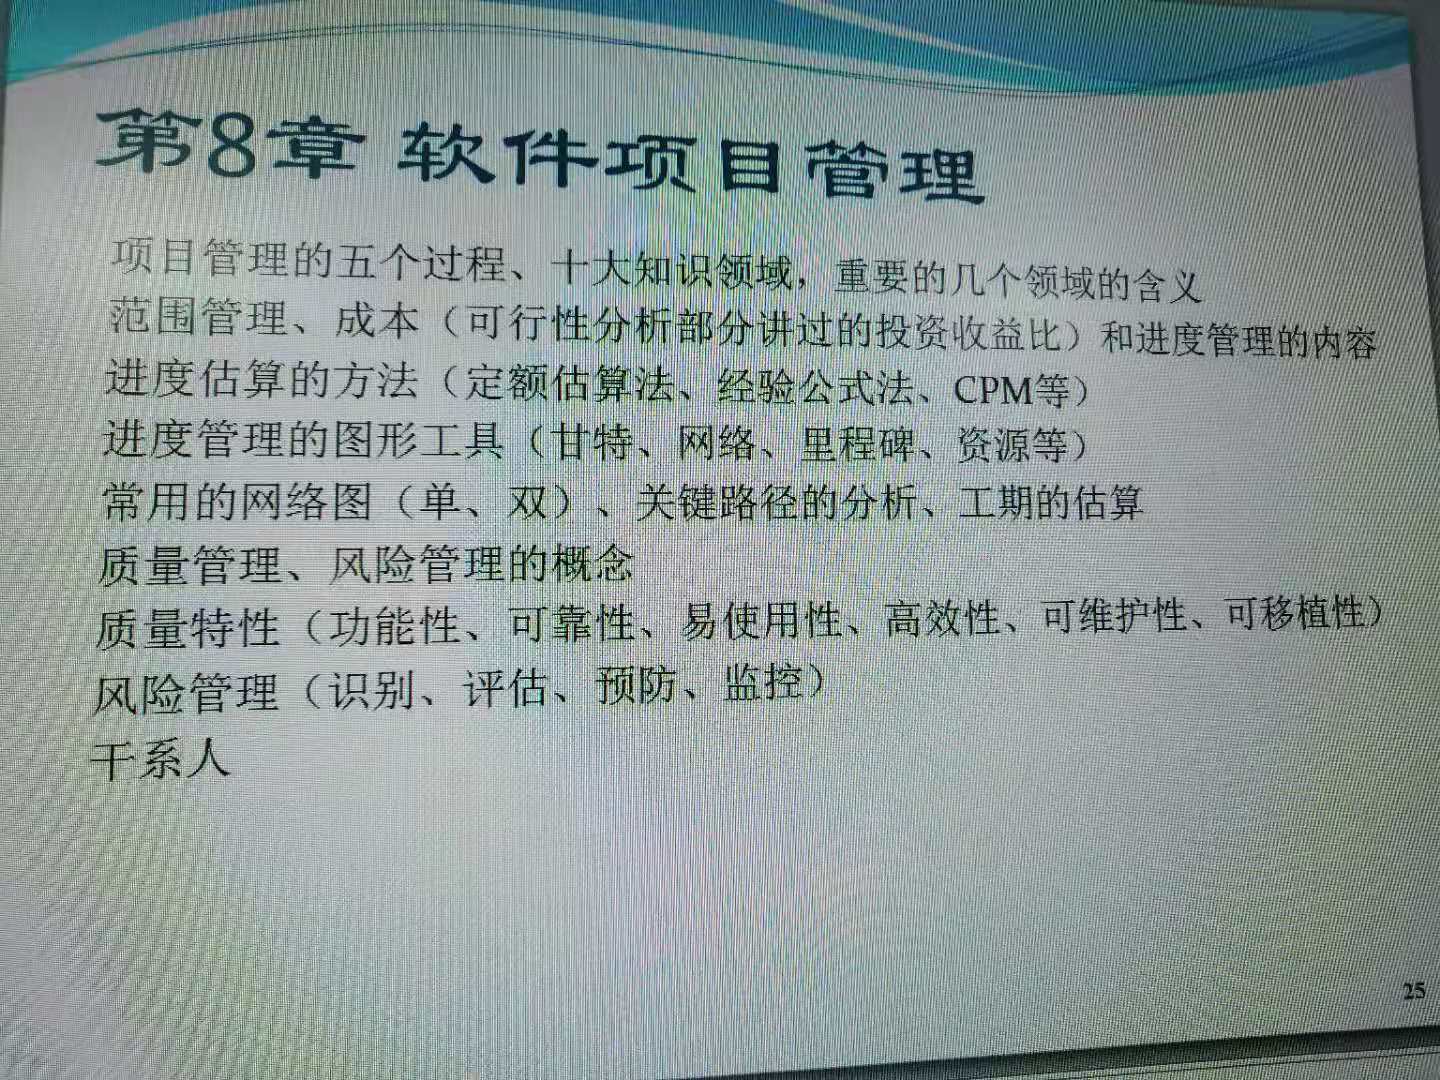 第8章 软件项目管理
项目管理的五个过程、十大知识领域，重要的几个领域的含义
范围管理、成本（可行性分析部分讲过的投资收益比）和进度管理的内容
进度估算的方法（定额估算法、经验公式法、CPM等）
进度管理的图形工具（甘特、网络、里程碑、资源等）
常用的网络图（单、双）、关键路径的分析、工期的估算
质量管理、风险管理的概念
质量特性（功能性、可靠性、易使用性、高效性、可维护性、可移植性）
风险管理（识别、评估、预防、监控）
干系人
25